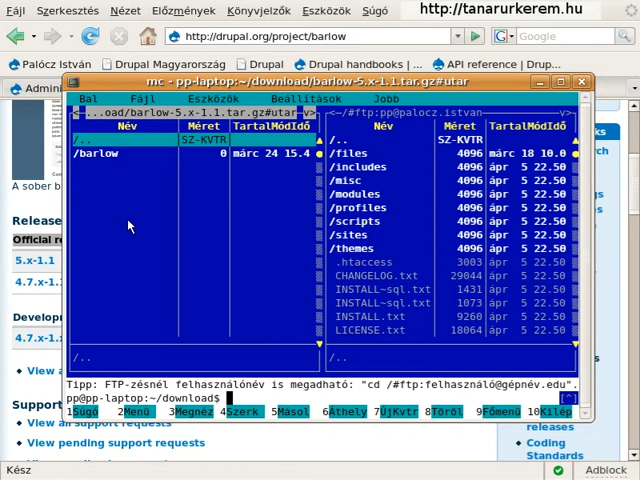 Fájl Szerkesztés Nézet Előzmények Könyvjelzők Eszközök Súgó
http://tanarurkerem.hu
http://drupal.org/project/barlow
Google
Palócz István Drupal Magyarország Drupal handbooks | ... API reference | Drup...
Admin
mc - pp-laptop:~/download/barlow-5.x-1.1.tar.gz#utar
Bal Fájl Eszközök Beállítások Jobb
<─ ...oad/barlow-5.x-1.1.tar.gz#utar ─v>
<─/#ftp:pp@palocz.istvan ─v>
Név Méret TartalMódIdő Név Méret TartalMódIdő
/.. SZ-KVTR /.. SZ-KVTR
/barlow 0 márc 24 15.4 /files 4096 márc 18 10.0
/includes 4096 ápr 5 22.50
/misc 4096 ápr 5 22.50
/modules 4096 ápr 5 22.50
/profiles 4096 ápr 5 22.50
/scripts 4096 ápr 5 22.50
/sites 4096 ápr 5 22.50
/themes 4096 ápr 5 22.50
.htaccess 3003 ápr 5 22.50
CHANGELOG.txt 29044 ápr 5 22.50
INSTALL~sql.txt 1431 ápr 5 22.50
INSTALL~sql.txt 1073 ápr 5 22.50
INSTALL.txt 9260 ápr 5 22.50
LICENSE.txt 18064 ápr 5 22.50
/.. /..
Tipp: FTP-zésnél felhasználónév is megadható: "cd /#ftp:felhasználó@gépnév.edu".
pp@pp-laptop:~/download$ [^]
1Súgó 2Menü 3Megnéz 4Szerk 5Másol 6Áthely 7ÚjKvtr 8Töröl 9Főmenü 10Kilép
A sober b
Release
Official re
5.x-1.1
4.7.x-1.
Develop
4.7.x-1.
View a
Support
View all support requests
View pending support requests
releases
Coding
Standards
Kész
Adblock